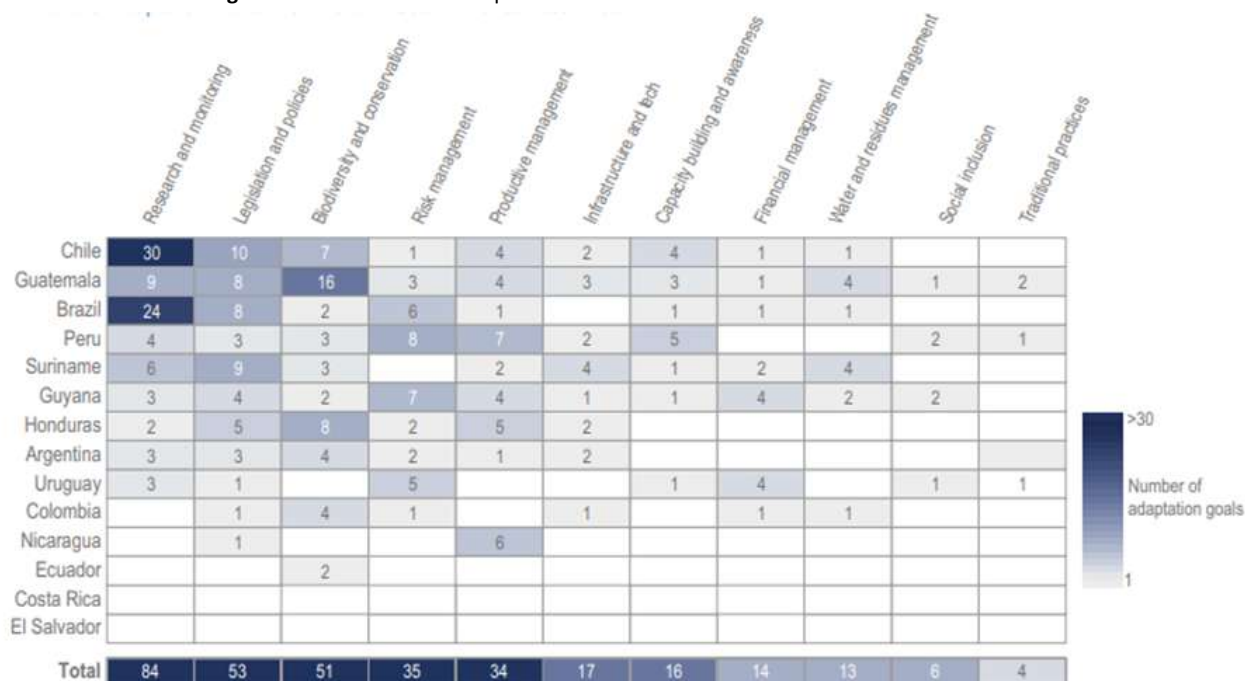 Research and monitoring
Legislation and policies
Biodiversity and conservation
Risk management
Productive management
Infrastructure and tech
Capacity building and awareness
Financial management
Water and residues management
Social inclusion
Traditional practices
Chile 30 10 7 1 4 2 4 1 1
Guatemala 9 8 16 3 4 3 3 1 4 1 2
Brazil 24 8 2 6 1 1 1 1
Peru 4 3 3 8 7 2 5 2 1
Suriname 6 9 3 2 4 1 2 4
Guyana 3 4 2 7 4 1 1 4 2 2
Honduras 2 5 8 2 5 2
Argentina 3 3 4 2 1 2
Uruguay 3 1 5 1 4 1 1
Colombia 1 4 1 1 1 1
Nicaragua 1 6
Ecuador 2
Costa Rica
El Salvador
Total 84 53 51 35 34 17 16 14 13 6 4
>30
Number of
adaptation goals
1